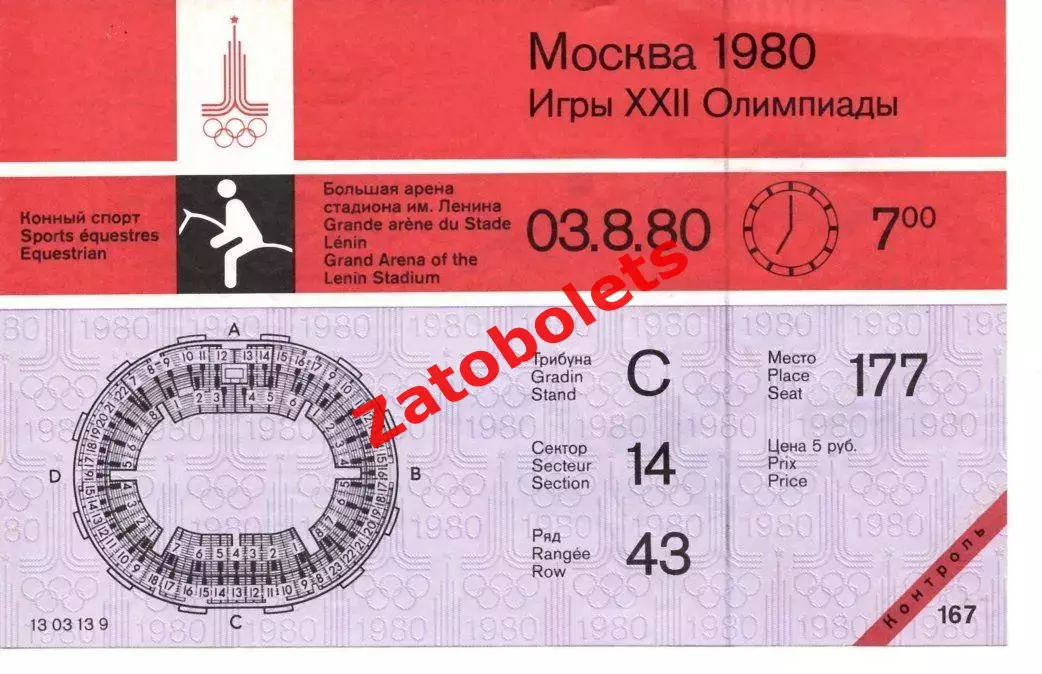 Москва 1980
Игры XXII Олимпиады
Конный спорт
Sports équestres
Equestrian
Большая арена
стадиона им. Ленина
Grande arène du Stade
Lénin
Grand Arena of the
Lenin Stadium
03.8.80
7⁰⁰
Zatobolets
A
B
C
D
Трибуна
Gradin
Stand
C
Место
Place
Seat
177
Сектор
Secteur
Section
14
Цена 5 руб.
Prix
Price
Ряд
Rangée
Row
43
Контроль
167
13 03 13 9
1980